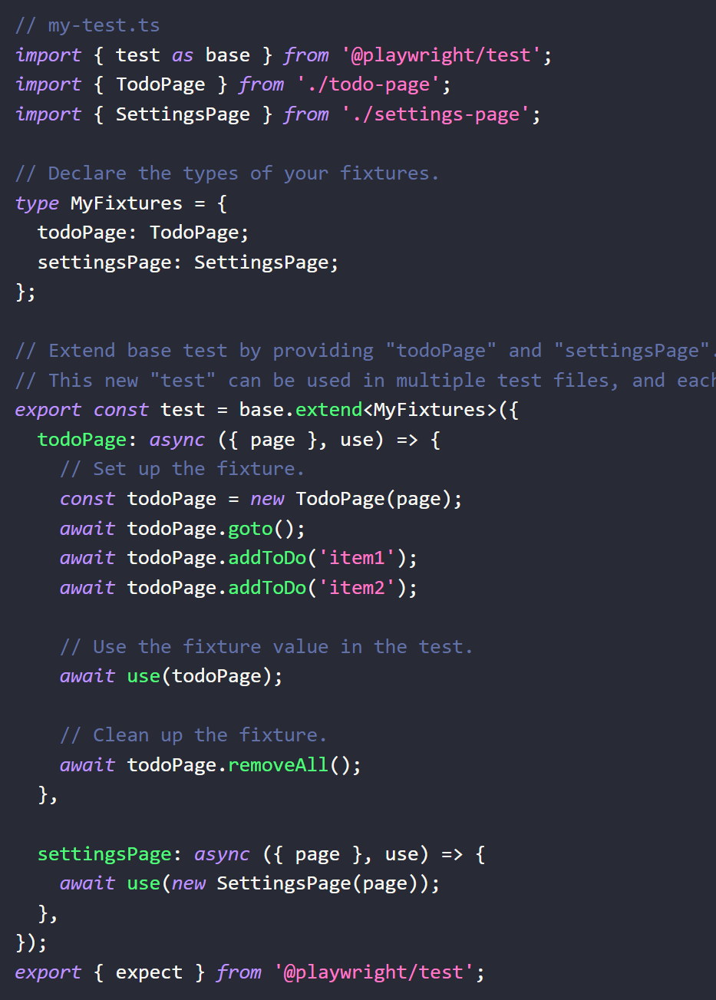 // my-test.ts
import { test as base } from '@playwright/test';
import { TodoPage } from './todo-page';
import { SettingsPage } from './settings-page';

// Declare the types of your fixtures.
type MyFixtures = {
  todoPage: TodoPage;
  settingsPage: SettingsPage;
};

// Extend base test by providing "todoPage" and "settingsPage".
// This new "test" can be used in multiple test files, and each
export const test = base.extend<MyFixtures>({
  todoPage: async ({ page }, use) => {
    // Set up the fixture.
    const todoPage = new TodoPage(page);
    await todoPage.goto();
    await todoPage.addToDo('item1');
    await todoPage.addToDo('item2');

    // Use the fixture value in the test.
    await use(todoPage);

    // Clean up the fixture.
    await todoPage.removeAll();
  },

  settingsPage: async ({ page }, use) => {
    await use(new SettingsPage(page));
  },
});
export { expect } from '@playwright/test';